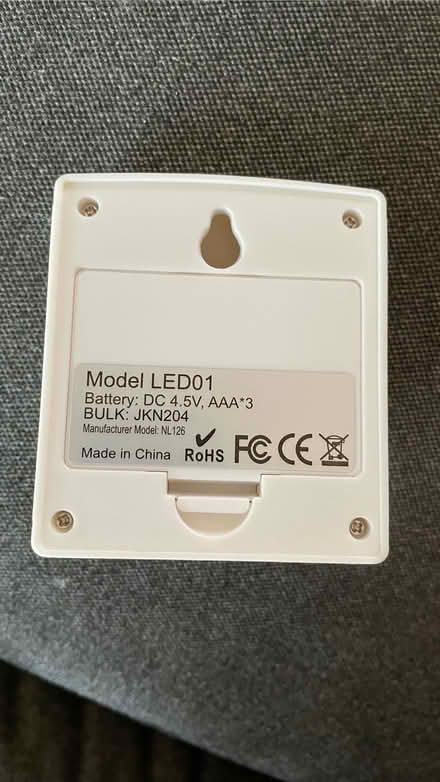 Model LED01
Battery: DC 4.5V, AAA*3
BULK: JKN204
Manufacturer Model: NL126
Made in China RoHS FC CE